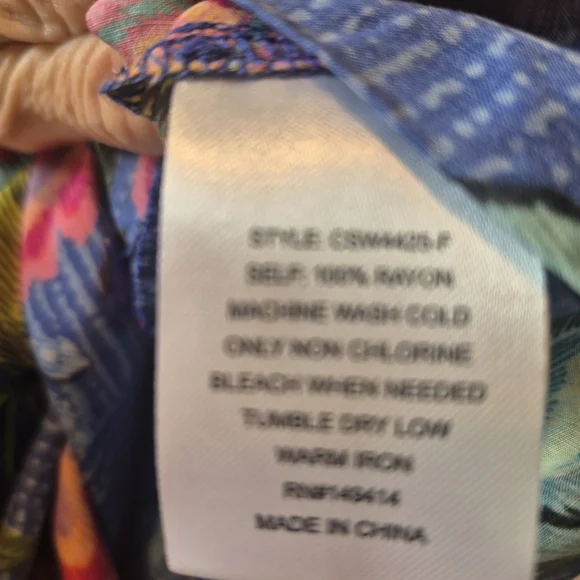 STYLE: CSW4425-F
SELF: 100% RAYON
MACHINE WASH COLD
ONLY NON CHLORINE
BLEACH WHEN NEEDED
TUMBLE DRY LOW
WARM IRON
RN#149414
MADE IN CHINA